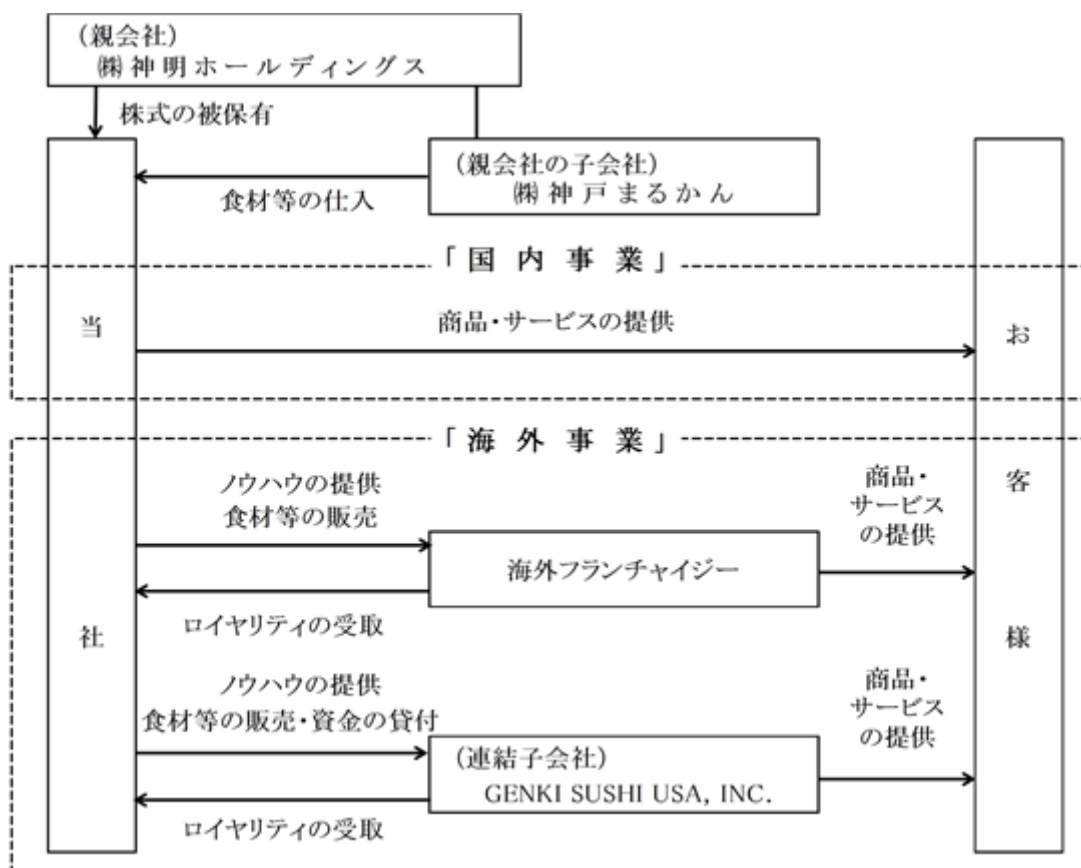 （親会社）
㈱神明ホールディングス
株式の被保有
（親会社の子会社）
㈱神戸まるかん
食材等の仕入
「国内事業」
商品・サービスの提供
当社
お客様
「海外事業」
ノウハウの提供
食材等の販売
商品・
サービス
の提供
海外フランチャイジー
ロイヤリティの受取
ノウハウの提供
食材等の販売・資金の貸付
商品・
サービス
の提供
（連結子会社）
GENKI SUSHI USA, INC.
ロイヤリティの受取